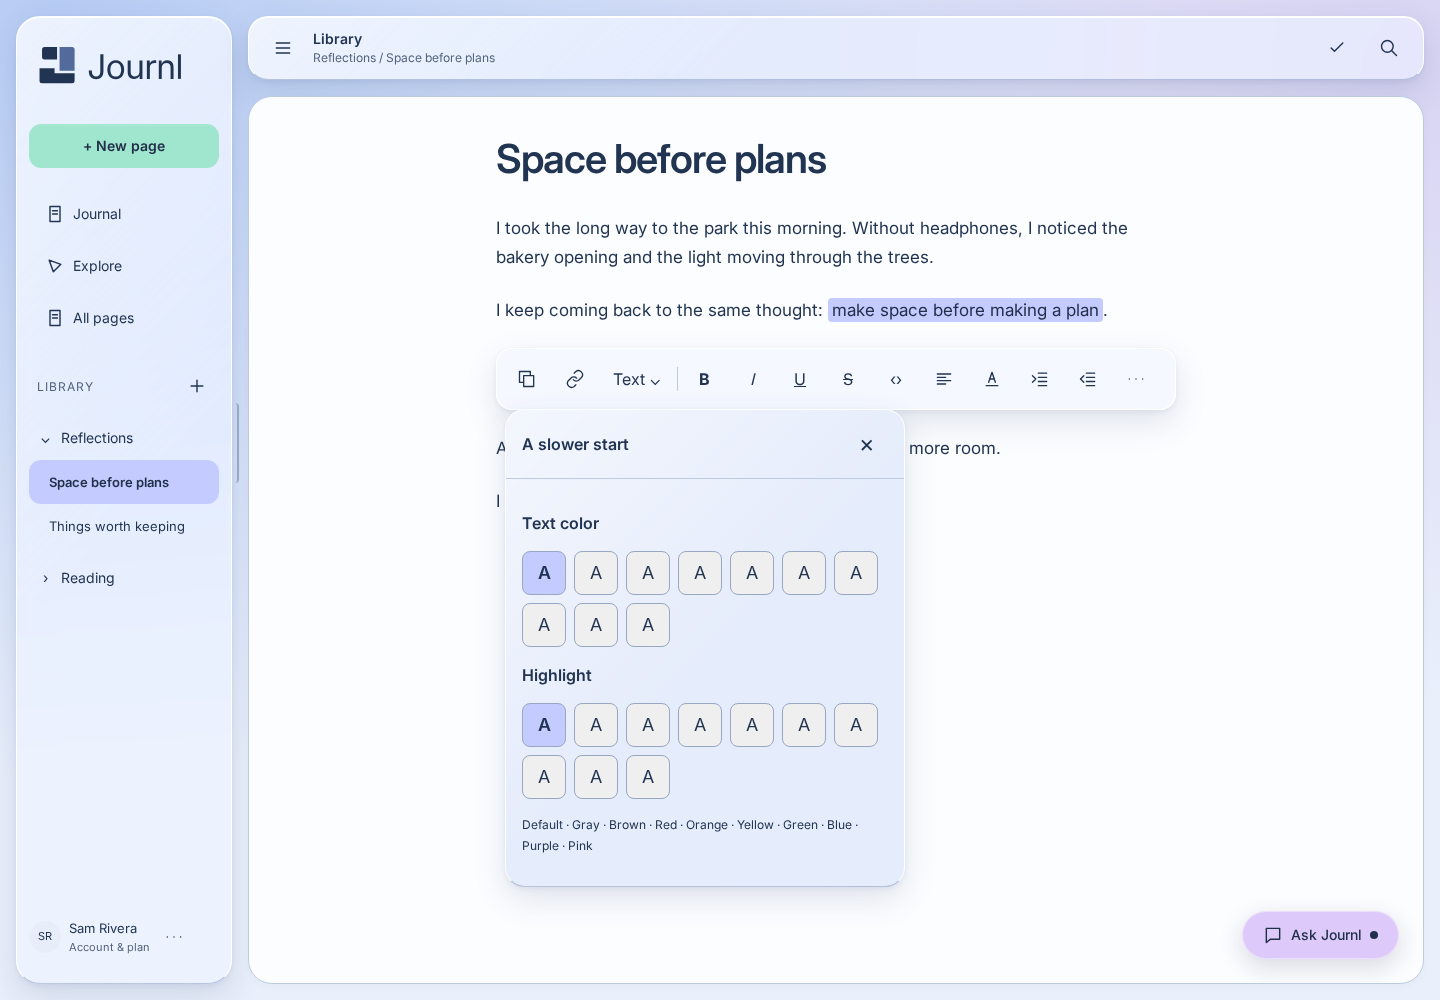 Journl
+ New page
Journal
Explore
All pages
LIBRARY
Reflections
Space before plans
Things worth keeping
Reading
SR
Sam Rivera
Account & plan
Library
Reflections / Space before plans
Space before plans
I took the long way to the park this morning. Without headphones, I noticed the
bakery opening and the light moving through the trees.
I keep coming back to the same thought: make space before making a plan.
Text B I U S A
A more room.
I
A slower start
Text color
A A A A A A A
A A A
Highlight
A A A A A A A
A A A
Default · Gray · Brown · Red · Orange · Yellow · Green · Blue ·
Purple · Pink
Ask Journl